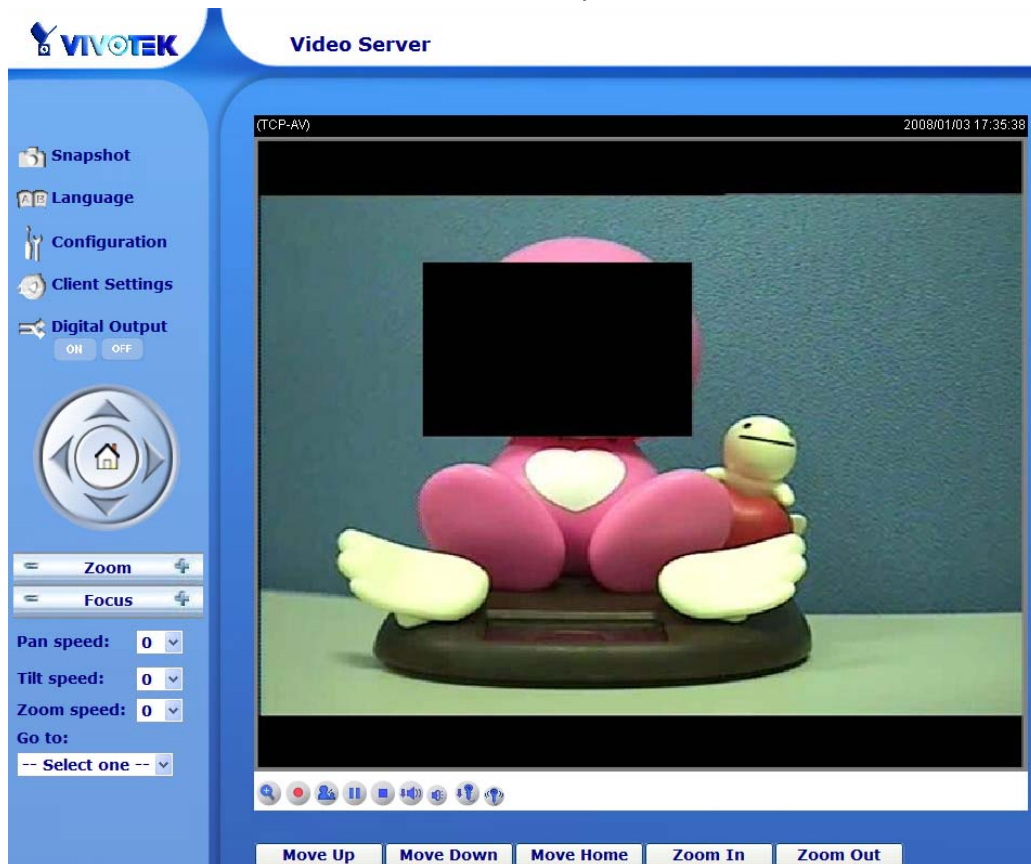 VIVOTEK
Video Server
(TCP-AV) 2008/01/03 17:35:38
Snapshot
A B Language
Configuration
Client Settings
Digital Output
ON OFF
Zoom
Focus
Pan speed: 0
Tilt speed: 0
Zoom speed: 0
Go to:
-- Select one --
Move Up Move Down Move Home Zoom In Zoom Out